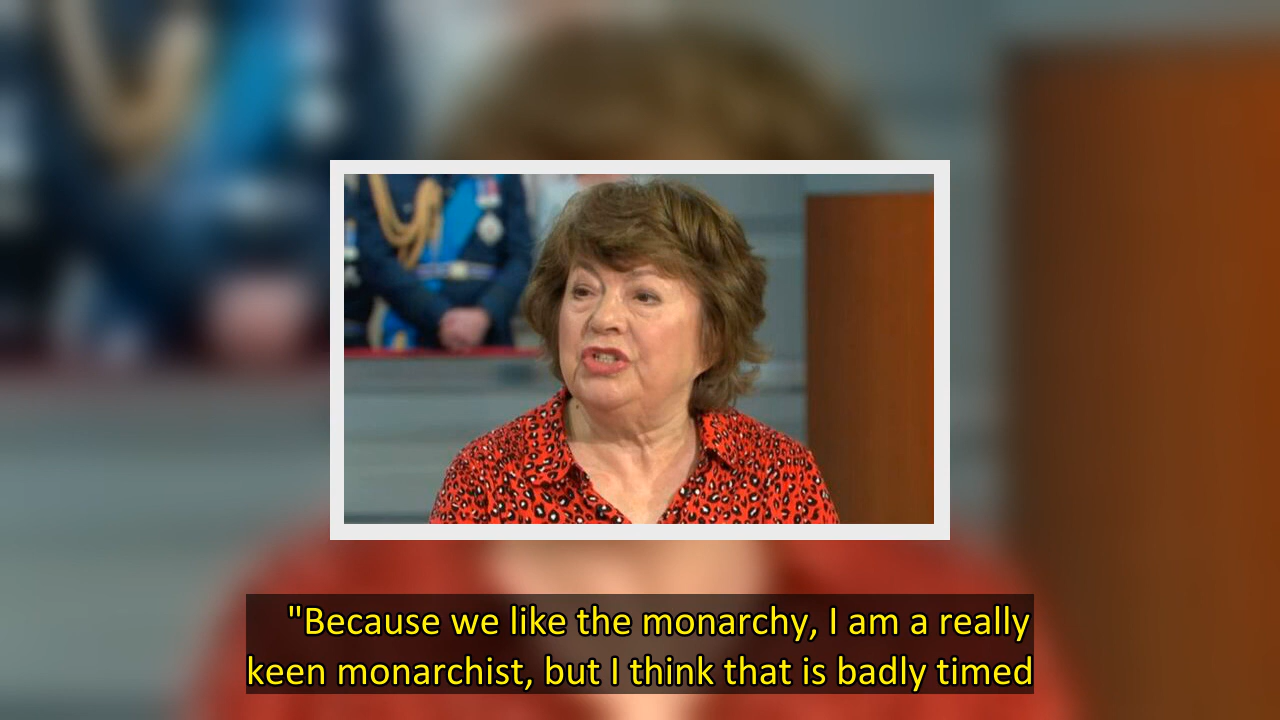 "Because we like the monarchy, I am a really
keen monarchist, but I think that is badly timed